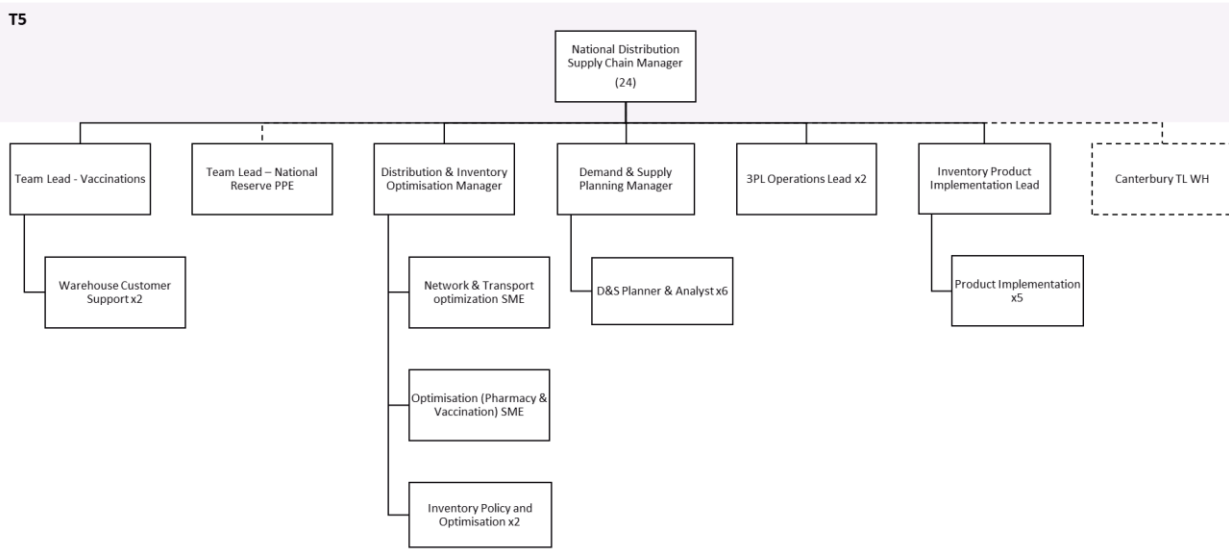 T5
National Distribution
Supply Chain Manager
(24)
Team Lead - Vaccinations
Team Lead – National
Reserve PPE
Distribution & Inventory
Optimisation Manager
Demand & Supply
Planning Manager
3PL Operations Lead x2
Inventory Product
Implementation Lead
Canterbury TL WH
Warehouse Customer
Support x2
Network & Transport
optimization SME
D&S Planner & Analyst x6
Product Implementation
x5
Optimisation (Pharmacy &
Vaccination) SME
Inventory Policy and
Optimisation x2